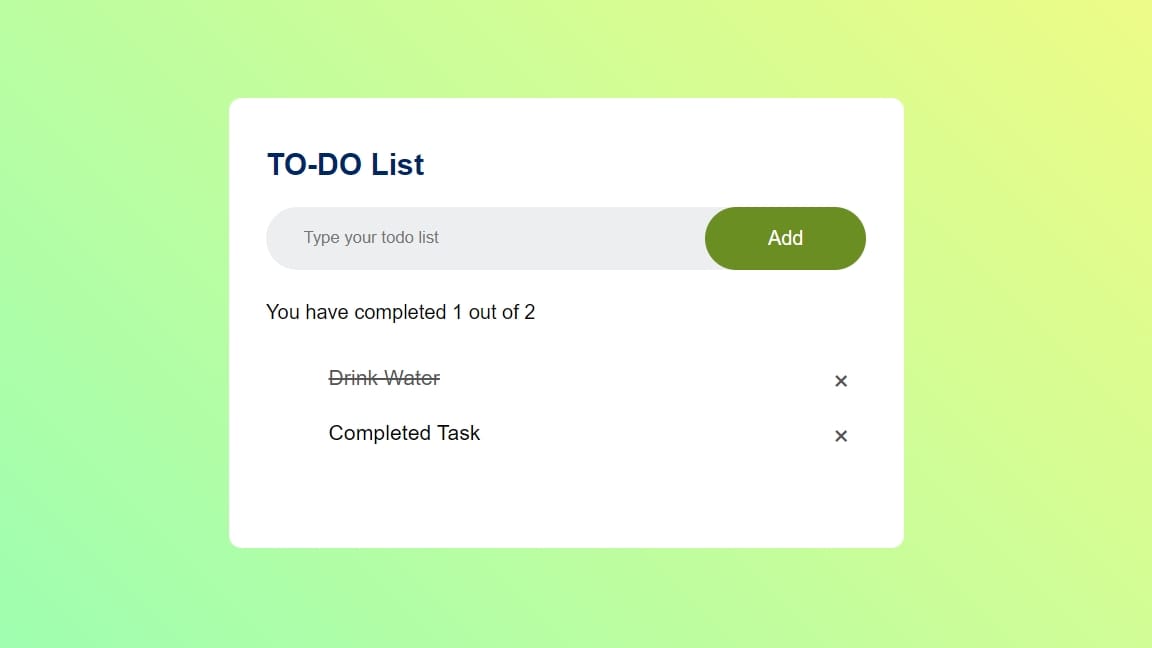 TO-DO List
Type your todo list
Add
You have completed 1 out of 2
Drink Water
×
Completed Task
×